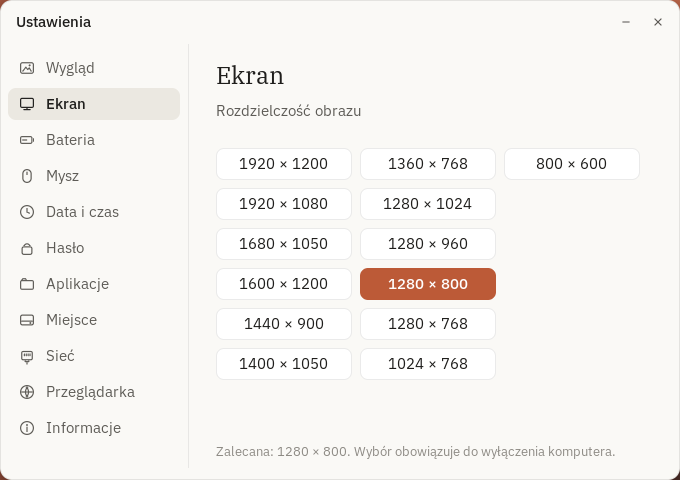 Ustawienia
Wygląd
Ekran
Bateria
Mysz
Data i czas
Hasło
Aplikacje
Miejsce
Sieć
Przeglądarka
Informacje
Ekran
Rozdzielczość obrazu
1920 × 1200 1360 × 768 800 × 600
1920 × 1080 1280 × 1024
1680 × 1050 1280 × 960
1600 × 1200 1280 × 800
1440 × 900 1280 × 768
1400 × 1050 1024 × 768
Zalecana: 1280 × 800. Wybór obowiązuje do wyłączenia komputera.